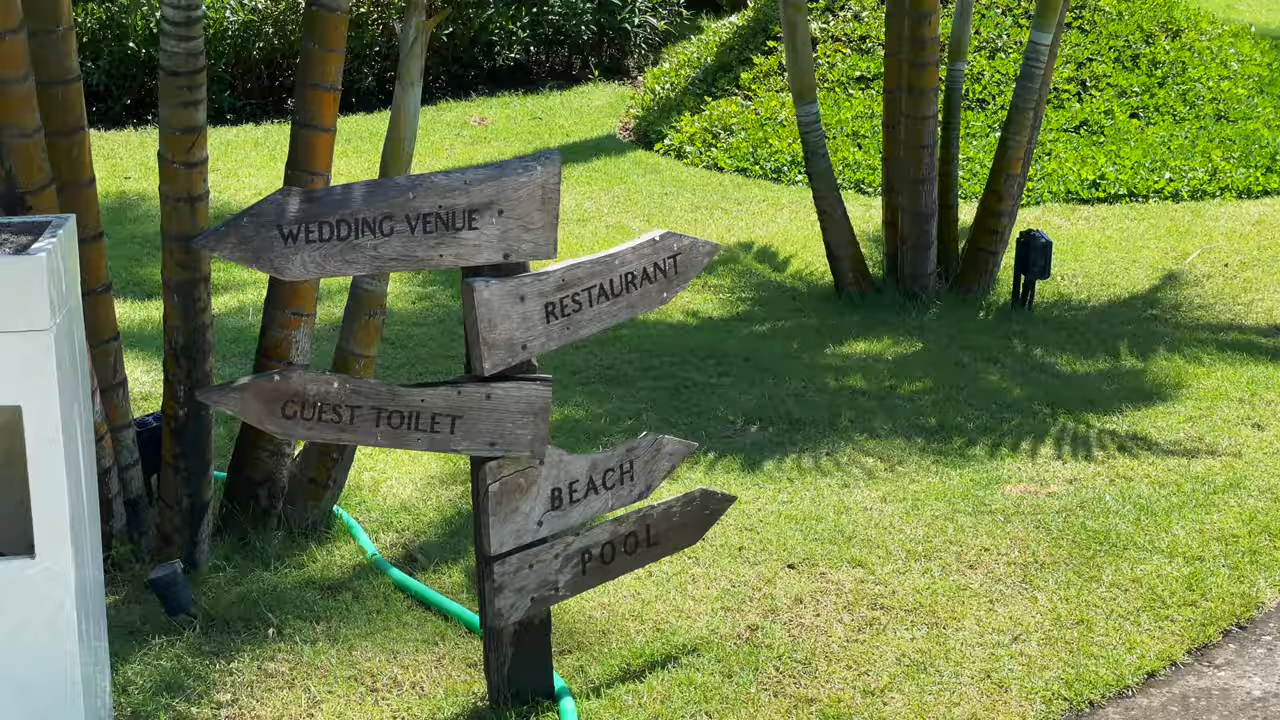 WEDDING VENUE
RESTAURANT
GUEST TOILET
BEACH
POOL